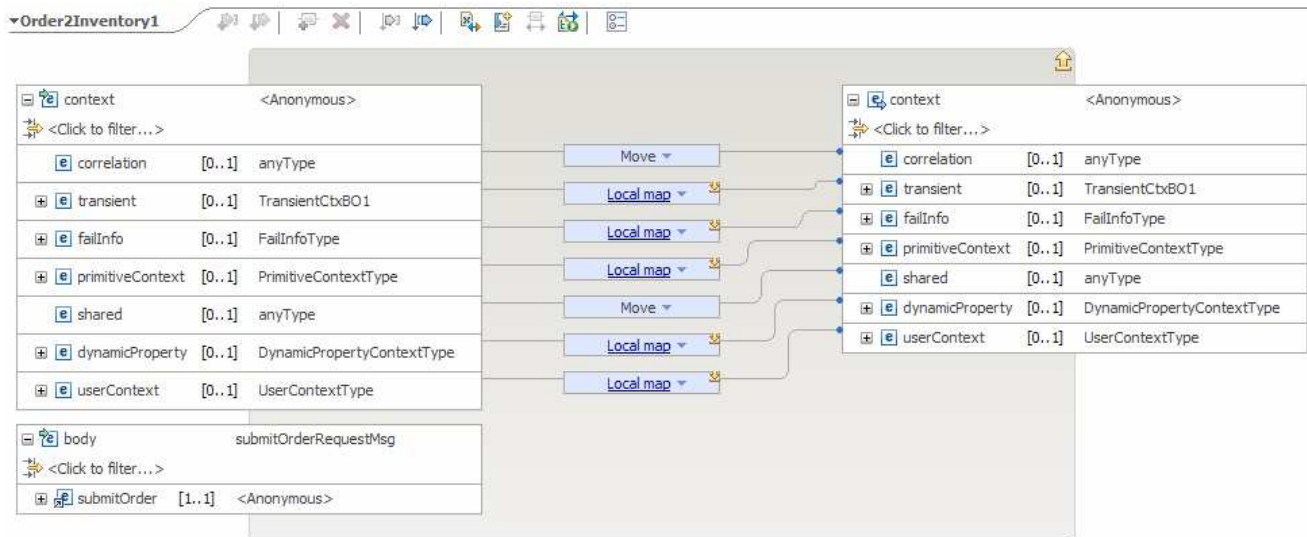 Order2Inventory1
context <Anonymous>
<Click to filter...>
correlation [0..1] anyType
transient [0..1] TransientCtxBO1
failInfo [0..1] FailInfoType
primitiveContext [0..1] PrimitiveContextType
shared [0..1] anyType
dynamicProperty [0..1] DynamicPropertyContextType
userContext [0..1] UserContextType
body submitOrderRequestMsg
<Click to filter...>
submitOrder [1..1] <Anonymous>
Move
Local map
Local map
Local map
Move
Local map
Local map
context <Anonymous>
<Click to filter...>
correlation [0..1] anyType
transient [0..1] TransientCtxBO1
failInfo [0..1] FailInfoType
primitiveContext [0..1] PrimitiveContextType
shared [0..1] anyType
dynamicProperty [0..1] DynamicPropertyContextType
userContext [0..1] UserContextType